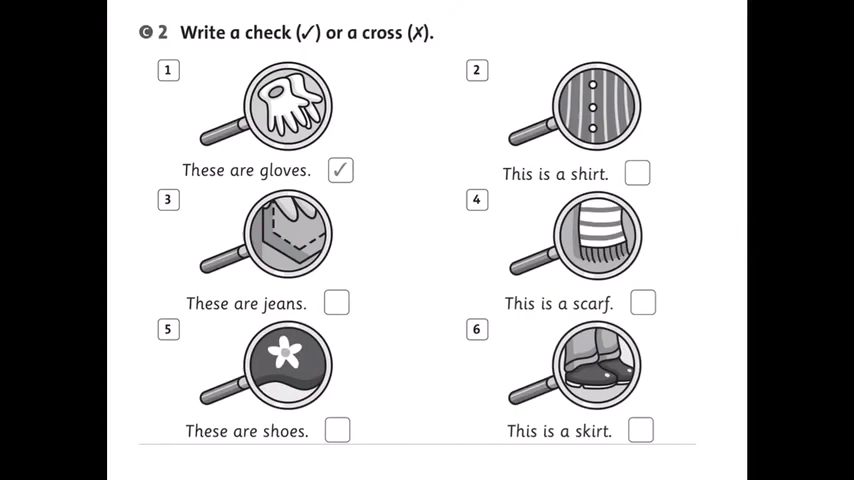 C 2 Write a check (✓) or a cross (✗).
1
2
These are gloves. ✓
This is a shirt.
3
4
These are jeans.
This is a scarf.
5
6
These are shoes.
This is a skirt.